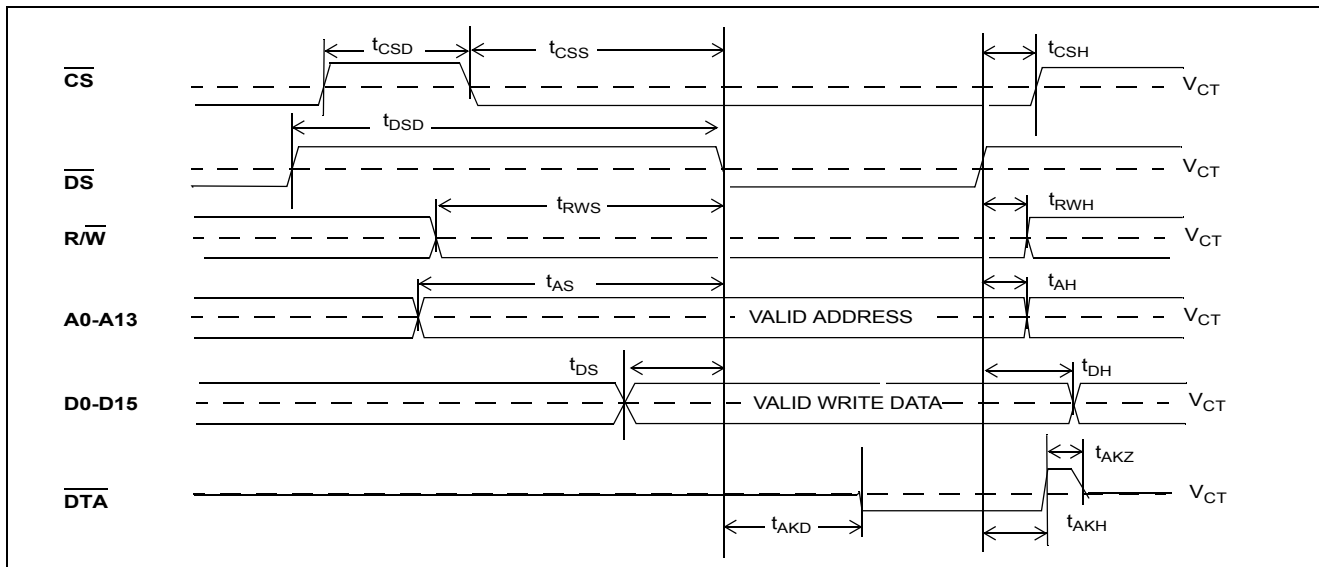 tCSD
tCSS
tCSH
CS
VCT
tDSD
DS
VCT
tRWS
tRWH
R/W
VCT
tAS
tAH
A0-A13
VALID ADDRESS
VCT
tDS
tDH
D0-D15
VALID WRITE DATA
VCT
tAKZ
DTA
VCT
tAKD
tAKH